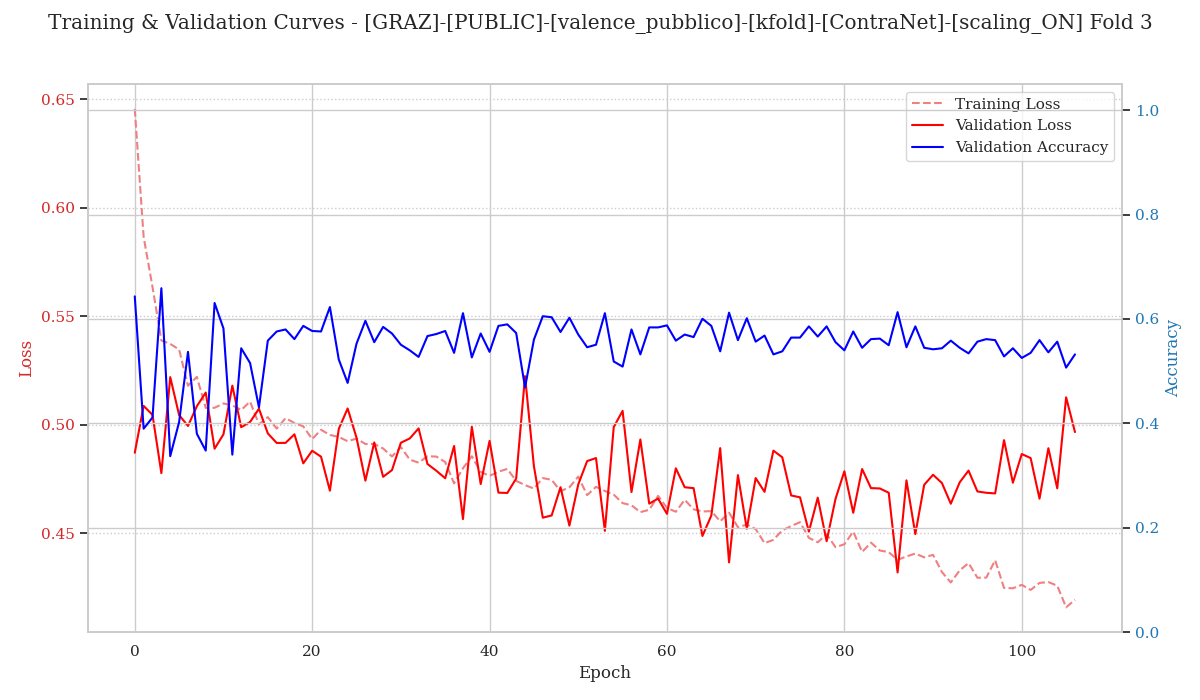 Training & Validation Curves - [GRAZ]-[PUBLIC]-[valence_pubblico]-[kfold]-[ContraNet]-[scaling_ON] Fold 3
Training Loss
Validation Loss
Validation Accuracy
Loss
0.65
0.60
0.55
0.50
0.45
1.0
0.8
0.6
0.4
0.2
0.0
Accuracy
0
20
40
60
80
100
Epoch